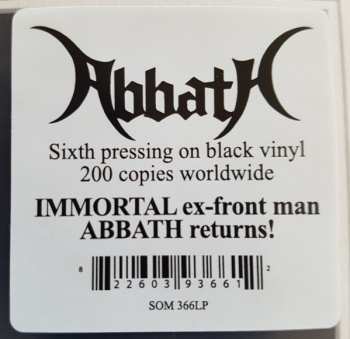 Abbath
Sixth pressing on black vinyl
200 copies worldwide
IMMORTAL ex-front man
ABBATH returns!
8 22603 93661 2
SOM 366LP